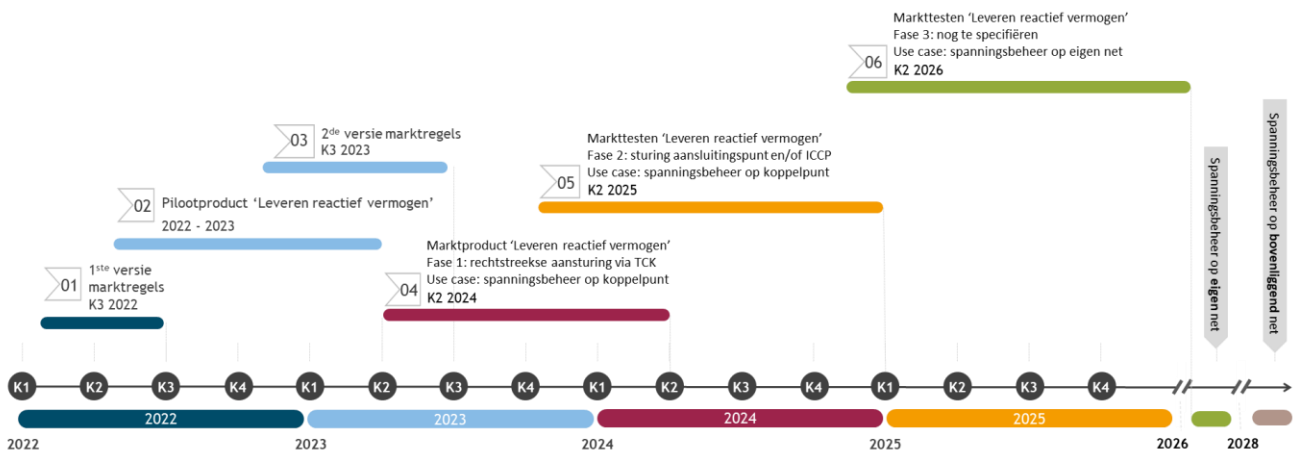 01
1ste versie
marktregels
K3 2022
02
Pilootproduct ‘Leveren reactief vermogen’
2022 - 2023
03
2de versie marktregels
K3 2023
04
Marktproduct ‘Leveren reactief vermogen’
Fase 1: rechtstreekse aansturing via TCK
Use case: spanningsbeheer op koppelpunt
K2 2024
05
Markttesten ‘Leveren reactief vermogen’
Fase 2: sturing aansluitingspunt en/of ICCP
Use case: spanningsbeheer op koppelpunt
K2 2025
06
Markttesten ‘Leveren reactief vermogen’
Fase 3: nog te specifiëren
Use case: spanningsbeheer op eigen net
K2 2026
Spanningsbeheer op eigen net
Spanningsbeheer op bovenliggend net
K1 K2 K3 K4 K1 K2 K3 K4 K1 K2 K3 K4 K1 K2 K3 K4
2022 2023 2024 2025
2022 2023 2024 2025 2026 2028